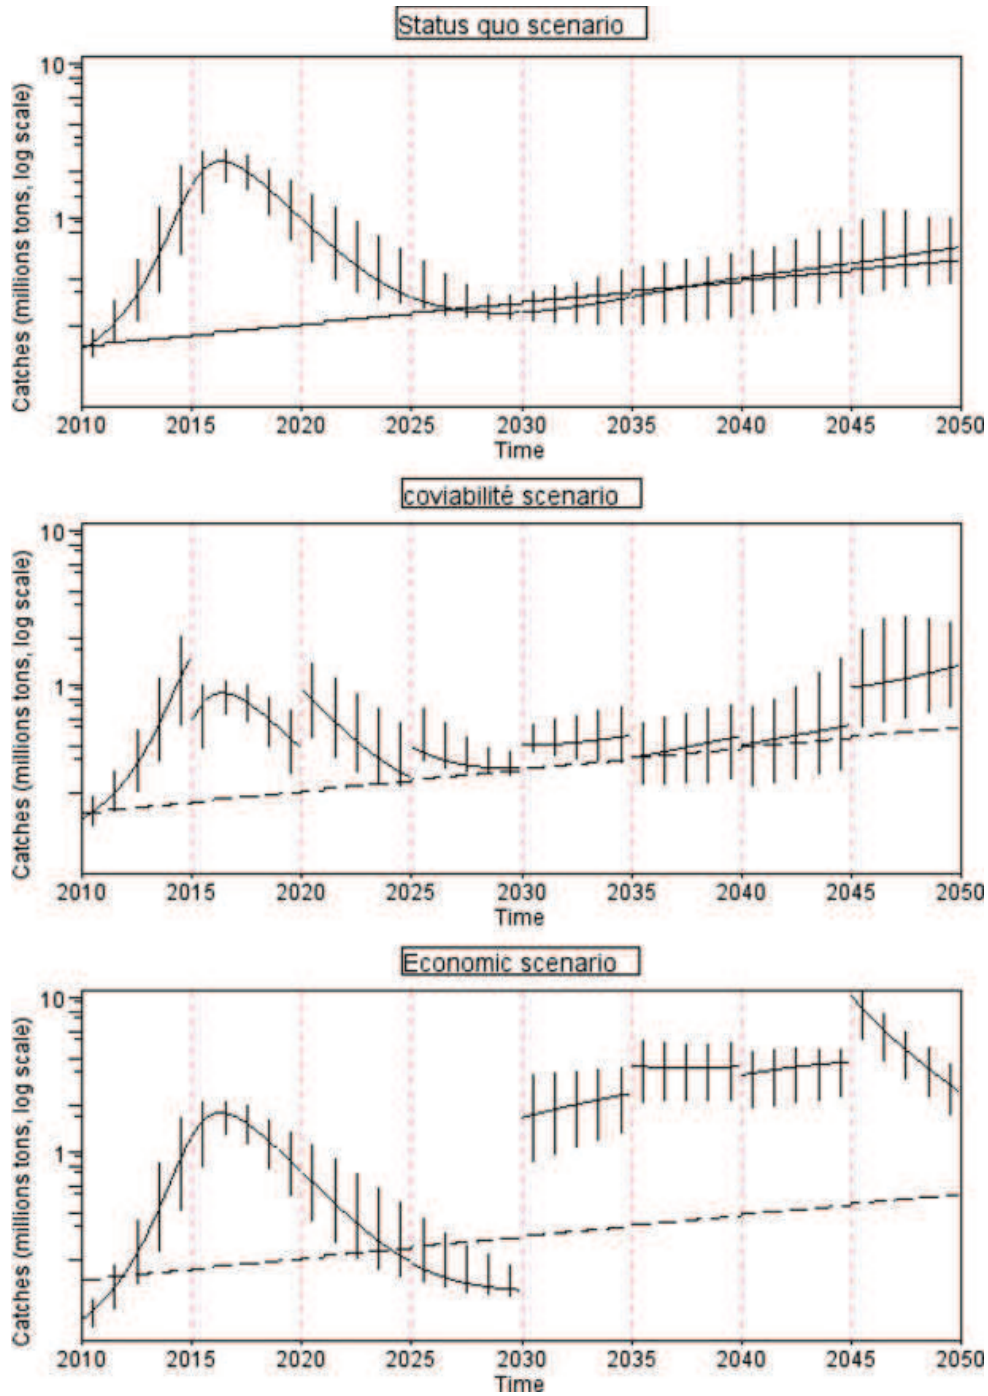 Status quo scenario
Catches (millions tons, log scale)
10
1
2010 2015 2020 2025 2030 2035 2040 2045 2050
Time
coviabilité scenario
Catches (millions tons, log scale)
10
1
2010 2015 2020 2025 2030 2035 2040 2045 2050
Time
Economic scenario
Catches (millions tons, log scale)
10
1
2010 2015 2020 2025 2030 2035 2040 2045 2050
Time